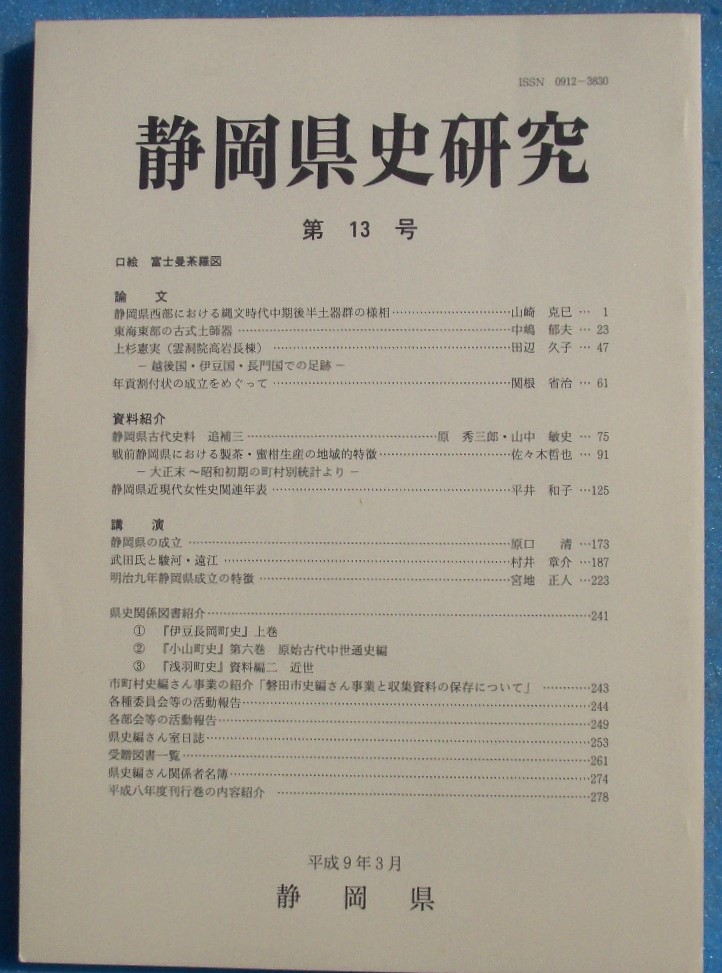 ISSN 0912-3830
静岡県史研究
第 13 号
口絵 富士曼荼羅図
論 文
静岡県西部における縄文時代中期後半土器群の様相……………山崎 克巳… 1
東海東部の古式土師器……………中嶋 郁夫… 23
上杉憲実（雲洞院高岩長棟）……………田辺 久子… 47
－越後国・伊豆国・長門国での足跡－
年貢割付状の成立をめぐって……………関根 省治… 61
資料紹介
静岡県古代史料 追補三……………原 秀三郎・山中 敏史… 75
戦前静岡県における製茶・蜜柑生産の地域的特徴……………佐々木哲也… 91
－大正末～昭和初期の町村別統計より－
静岡県近現代女性史関連年表……………平井 和子…125
講 演
静岡県の成立……………原口 清…173
武田氏と駿河・遠江……………村井 章介…187
明治九年静岡県成立の特徴……………宮地 正人…223
県史関係図書紹介……………241
① 『伊豆長岡町史』上巻
② 『小山町史』第六巻 原始古代中世通史編
③ 『浅羽町史』資料編二 近世
市町村史編さん事業の紹介「磐田市史編さん事業と収集資料の保存について」…………243
各種委員会等の活動報告……………244
各部会等の活動報告……………249
県史編さん室日誌……………253
受贈図書一覧……………261
県史編さん関係者名簿……………274
平成八年度刊行巻の内容紹介……………278
平成9年3月
静 岡 県